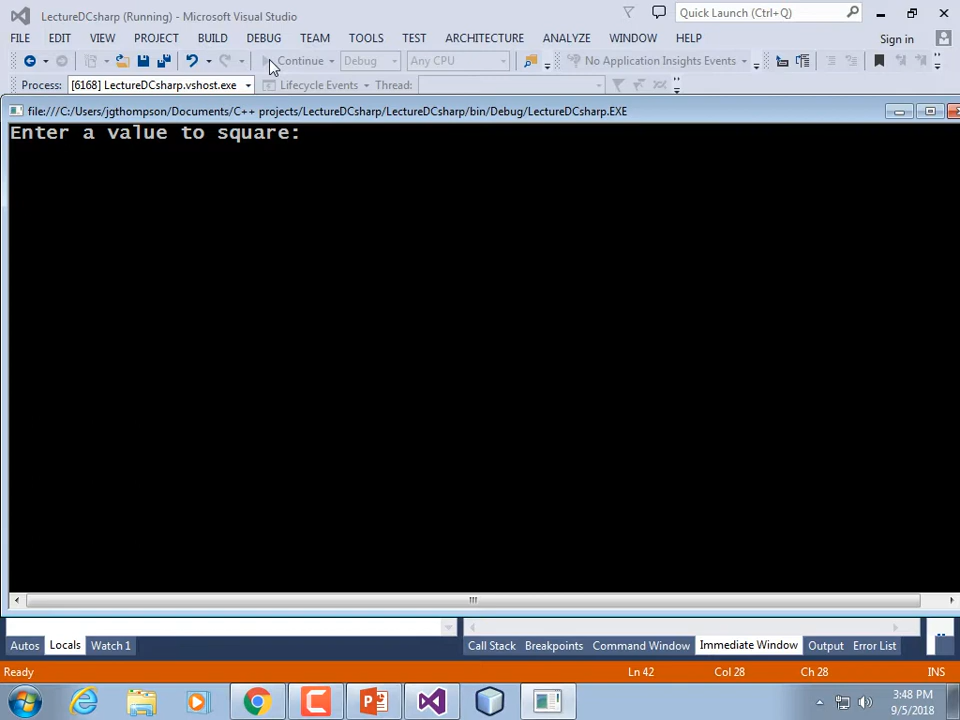 LectureDCsharp (Running) - Microsoft Visual Studio
Quick Launch (Ctrl+Q)
FILE EDIT VIEW PROJECT BUILD DEBUG TEAM TOOLS TEST ARCHITECTURE ANALYZE WINDOW HELP Sign in
Continue Debug Any CPU No Application Insights Events
Process: [6168] LectureDCsharp.vshost.exe Lifecycle Events Thread:
file:///C:/Users/jgthompson/Documents/C++ projects/LectureDCsharp/LectureDCsharp/bin/Debug/LectureDCsharp.EXE
Enter a value to square:
Autos Locals Watch 1 Call Stack Breakpoints Command Window Immediate Window Output Error List
Ready Ln 42 Col 28 Ch 28 INS
3:48 PM
9/5/2018